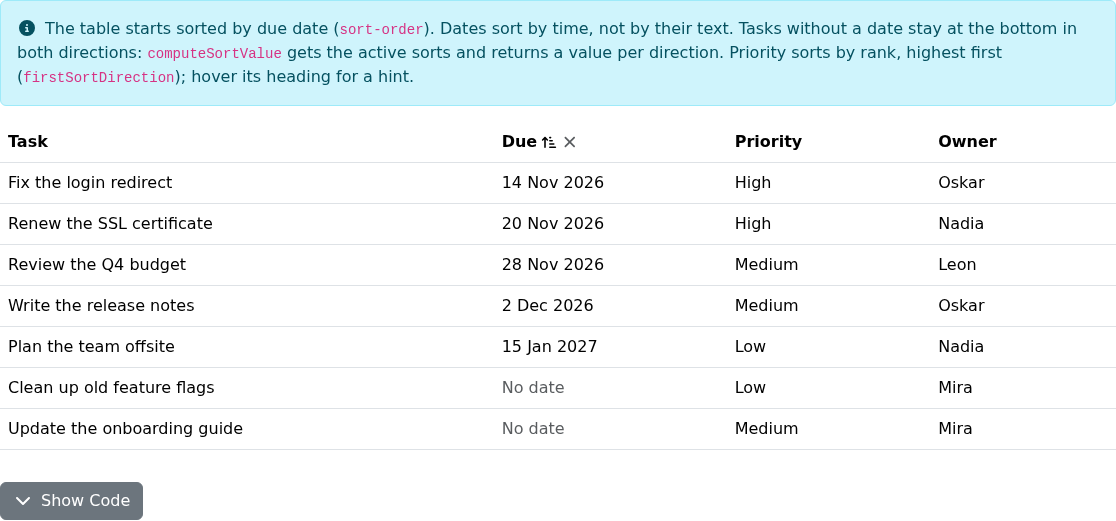 The table starts sorted by due date (sort-order). Dates sort by time, not by their text. Tasks without a date stay at the bottom in
both directions: computeSortValue gets the active sorts and returns a value per direction. Priority sorts by rank, highest first
(firstSortDirection); hover its heading for a hint.
Task Due Priority Owner
Fix the login redirect 14 Nov 2026 High Oskar
Renew the SSL certificate 20 Nov 2026 High Nadia
Review the Q4 budget 28 Nov 2026 Medium Leon
Write the release notes 2 Dec 2026 Medium Oskar
Plan the team offsite 15 Jan 2027 Low Nadia
Clean up old feature flags No date Low Mira
Update the onboarding guide No date Medium Mira
Show Code